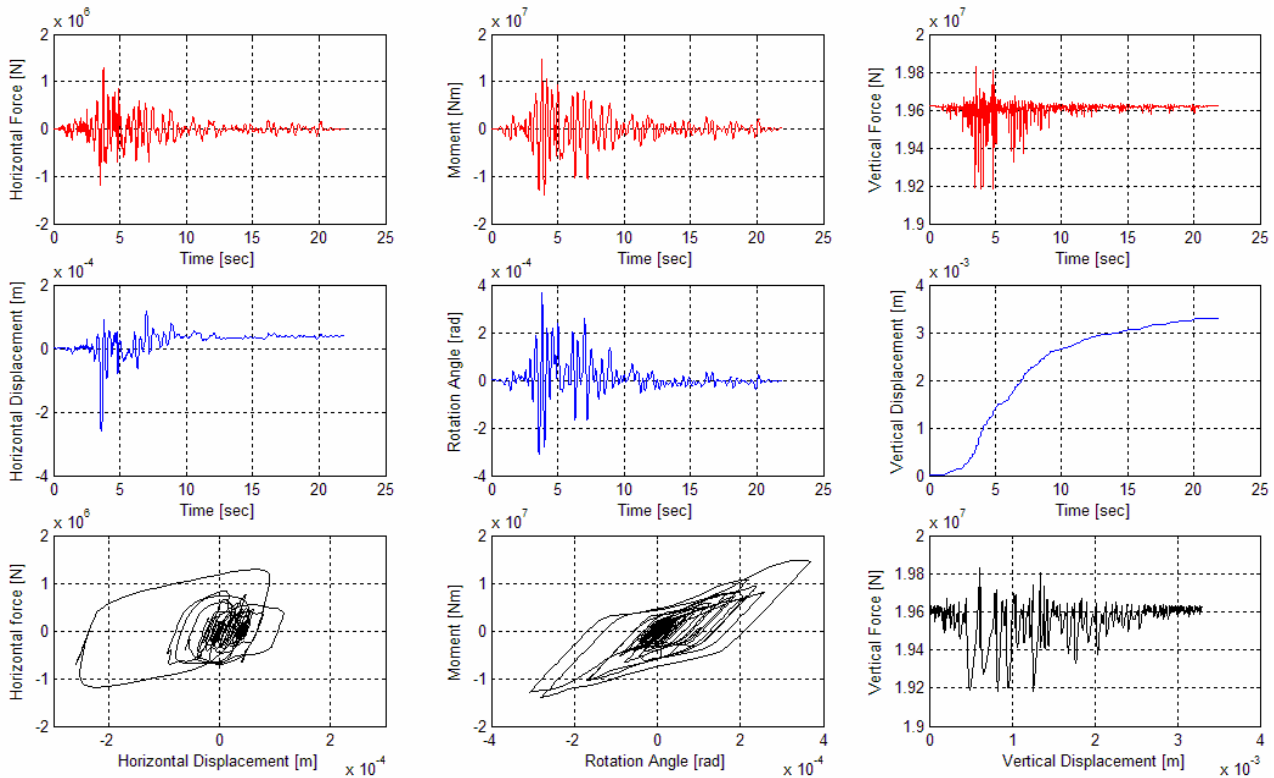 x 10^6
2
1
0
-1
-2
Horizontal Force [N]
0 5 10 15 20 25
Time [sec]
x 10^7
2
1
0
-1
-2
Moment [Nm]
0 5 10 15 20 25
Time [sec]
x 10^7
2
1.98
1.96
1.94
1.92
1.9
Vertical Force [N]
0 5 10 15 20 25
Time [sec]
x 10^-4
2
0
-2
-4
Horizontal Displacement [m]
0 5 10 15 20 25
Time [sec]
x 10^-4
4
2
0
-2
-4
Rotation Angle [rad]
0 5 10 15 20 25
Time [sec]
x 10^-3
4
3
2
1
0
Vertical Displacement [m]
0 5 10 15 20 25
Time [sec]
x 10^6
2
1
0
-1
-2
Horizontal force [N]
-2 0 2
Horizontal Displacement [m]
x 10^-4
x 10^7
2
1
0
-1
-2
Moment [Nm]
-4 -2 0 2 4
Rotation Angle [rad]
x 10^-4
x 10^7
2
1.98
1.96
1.94
1.92
1.9
Vertical Force [N]
0 1 2 3 4
Vertical Displacement [m]
x 10^-3